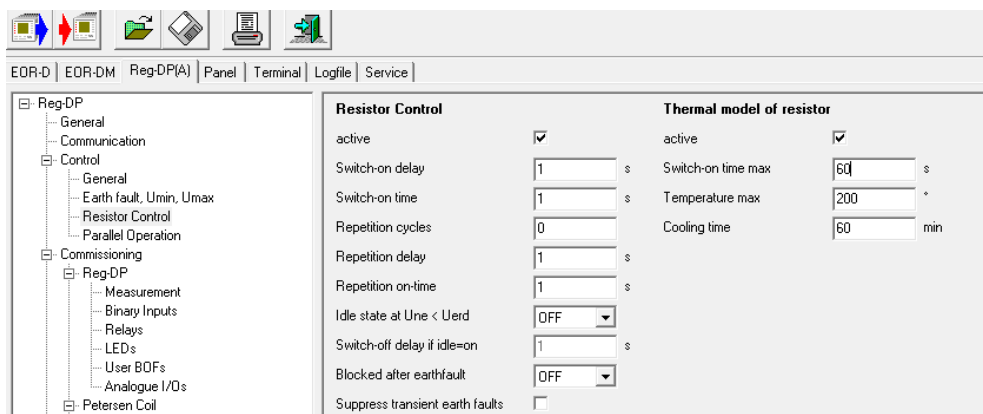 EOR-D EOR-DM Reg-DP(A) Panel Terminal Logfile Service
Reg-DP
General
Communication
Control
General
Earth fault, Umin, Umax
Resistor Control
Parallel Operation
Commissioning
Reg-DP
Measurement
Binary Inputs
Relays
LEDs
User BOFs
Analogue I/Os
Petersen Coil
Resistor Control
active
Switch-on delay 1 s
Switch-on time 1 s
Repetition cycles 0
Repetition delay 1 s
Repetition on-time 1 s
Idle state at Une < Uerd OFF
Switch-off delay if idle=on 1 s
Blocked after earthfault OFF
Suppress transient earth faults
Thermal model of resistor
active
Switch-on time max 60 s
Temperature max 200 °
Cooling time 60 min